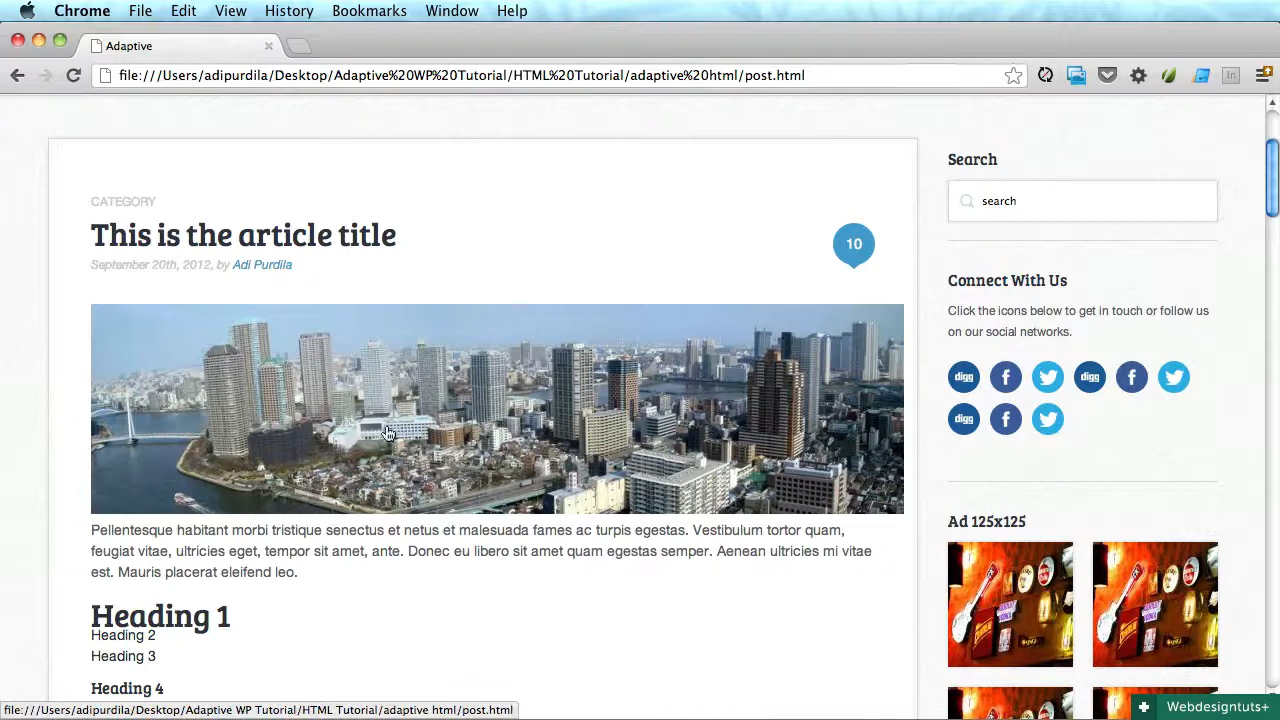 Chrome File Edit View History Bookmarks Window Help
Adaptive
file:///Users/adipurdila/Desktop/Adaptive%20WP%20Tutorial/HTML%20Tutorial/adaptive%20html/post.html
In
CATEGORY
This is the article title
September 20th, 2012, by Adi Purdila
10
Pellentesque habitant morbi tristique senectus et netus et malesuada fames ac turpis egestas. Vestibulum tortor quam,
feugiat vitae, ultricies eget, tempor sit amet, ante. Donec eu libero sit amet quam egestas semper. Aenean ultricies mi vitae
est. Mauris placerat eleifend leo.
Heading 1
Heading 2
Heading 3
Heading 4
Search
search
Connect With Us
Click the icons below to get in touch or follow us
on our social networks.
digg f digg f
digg f
Ad 125x125
file:///Users/adipurdila/Desktop/Adaptive WP Tutorial/HTML Tutorial/adaptive html/post.html
Webdesigntuts+